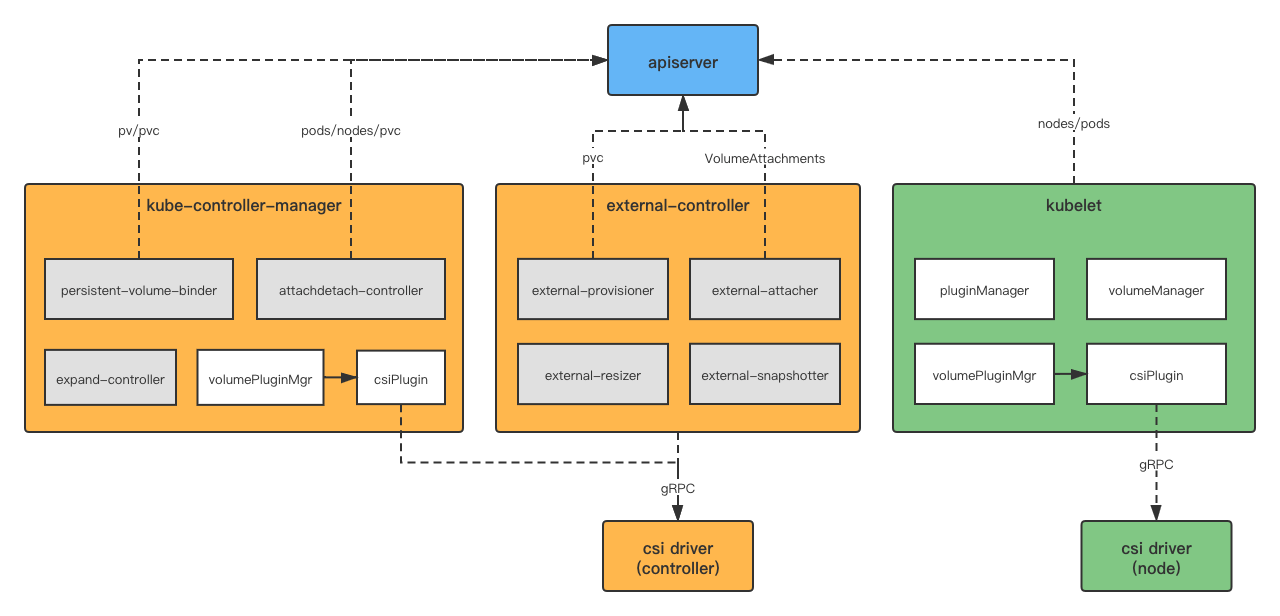 apiserver
pv/pvc
pods/nodes/pvc
nodes/pods
pvc
VolumeAttachments
kube-controller-manager
persistent-volume-binder
attachdetach-controller
expand-controller
volumePluginMgr
csiPlugin
external-controller
external-provisioner
external-attacher
external-resizer
external-snapshotter
kubelet
pluginManager
volumeManager
volumePluginMgr
csiPlugin
gRPC
gRPC
csi driver
(controller)
csi driver
(node)